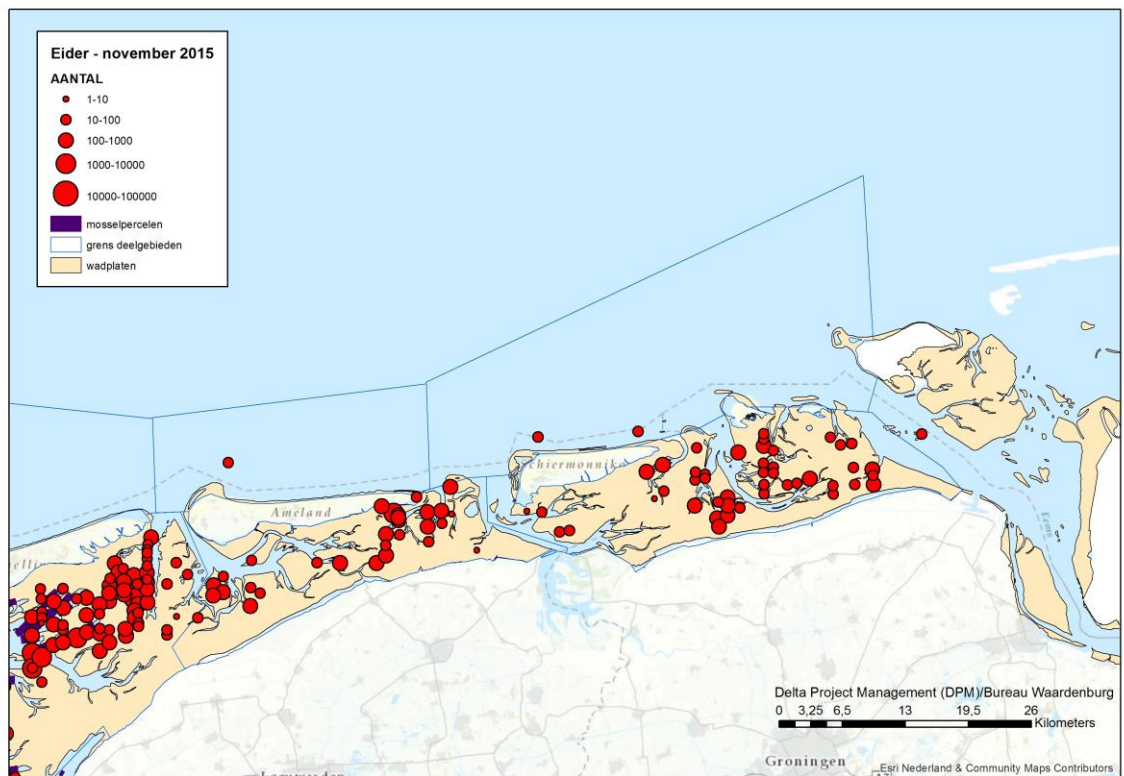 Eider - november 2015
AANTAL
1-10
10-100
100-1000
1000-10000
10000-100000
mosselpercelen
grens deelgebieden
wadplaten
Ameland
Eems
Delta Project Management (DPM)/Bureau Waardenburg
0 3,25 6,5 13 19,5 26
Kilometers
Groningen
Esri Nederland & Community Maps Contributors